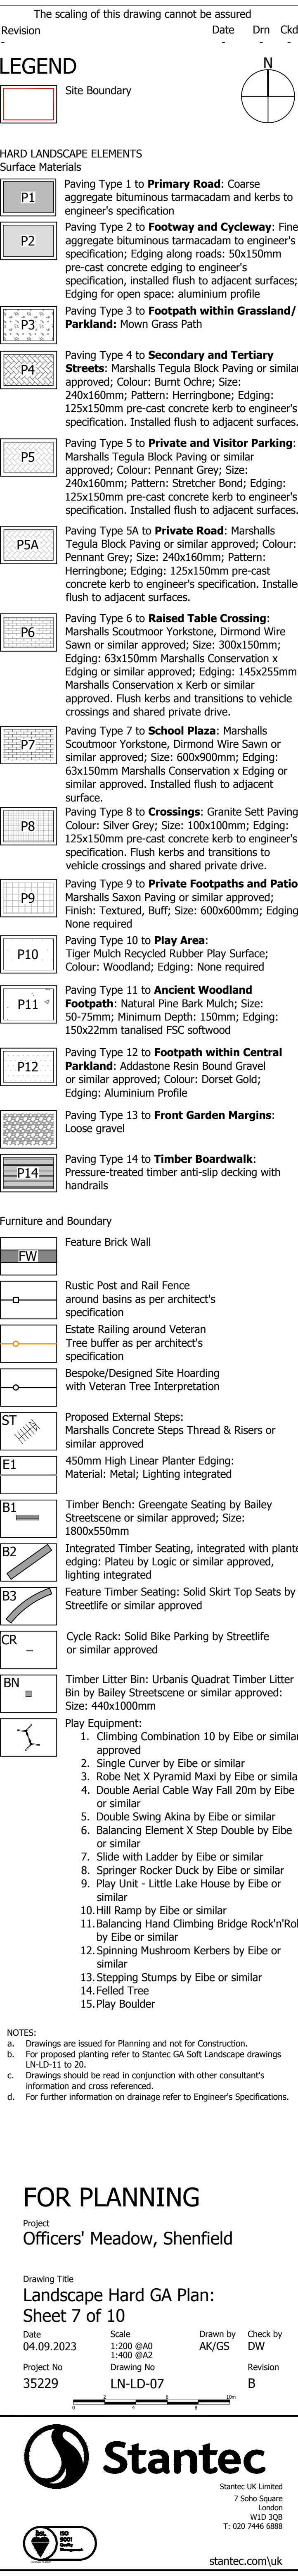 The scaling of this drawing cannot be assured
Revision Date Drn Ckd
- - - -
LEGEND
N
Site Boundary
HARD LANDSCAPE ELEMENTS
Surface Materials
P1
Paving Type 1 to Primary Road: Coarse
aggregate bituminous tarmacadam and kerbs to
engineer's specification
P2
Paving Type 2 to Footway and Cycleway: Fine
aggregate bituminous tarmacadam to engineer's
specification; Edging along roads: 50x150mm
pre-cast concrete edging to engineer's
specification, installed flush to adjacent surfaces;
Edging for open space: aluminium profile
P3
Paving Type 3 to Footpath within Grassland/
Parkland: Mown Grass Path
P4
Paving Type 4 to Secondary and Tertiary
Streets: Marshalls Tegula Block Paving or similar
approved; Colour: Burnt Ochre; Size:
240x160mm; Pattern: Herringbone; Edging:
125x150mm pre-cast concrete kerb to engineer's
specification. Installed flush to adjacent surfaces.
P5
Paving Type 5 to Private and Visitor Parking:
Marshalls Tegula Block Paving or similar
approved; Colour: Pennant Grey; Size:
240x160mm; Pattern: Stretcher Bond; Edging:
125x150mm pre-cast concrete kerb to engineer's
specification. Installed flush to adjacent surfaces.
P5A
Paving Type 5A to Private Road: Marshalls
Tegula Block Paving or similar approved; Colour:
Pennant Grey; Size: 240x160mm; Pattern:
Herringbone; Edging: 125x150mm pre-cast
concrete kerb to engineer's specification. Installe
flush to adjacent surfaces.
P6
Paving Type 6 to Raised Table Crossing:
Marshalls Scoutmoor Yorkstone, Dirmond Wire
Sawn or similar approved; Size: 300x150mm;
Edging: 63x150mm Marshalls Conservation x
Edging or similar approved; Edging: 145x255mm
Marshalls Conservation x Kerb or similar
approved. Flush kerbs and transitions to vehicle
crossings and shared private drive.
P7
Paving Type 7 to School Plaza: Marshalls
Scoutmoor Yorkstone, Dirmond Wire Sawn or
similar approved; Size: 600x900mm; Edging:
63x150mm Marshalls Conservation x Edging or
similar approved. Installed flush to adjacent
surface.
P8
Paving Type 8 to Crossings: Granite Sett Paving
Colour: Silver Grey; Size: 100x100mm; Edging:
125x150mm pre-cast concrete kerb to engineer's
specification. Flush kerbs and transitions to
vehicle crossings and shared private drive.
P9
Paving Type 9 to Private Footpaths and Patio
Marshalls Saxon Paving or similar approved;
Finish: Textured, Buff; Size: 600x600mm; Edging
None required
P10
Paving Type 10 to Play Area:
Tiger Mulch Recycled Rubber Play Surface;
Colour: Woodland; Edging: None required
P11
Paving Type 11 to Ancient Woodland
Footpath: Natural Pine Bark Mulch; Size:
50-75mm; Minimum Depth: 150mm; Edging:
150x22mm tanalised FSC softwood
P12
Paving Type 12 to Footpath within Central
Parkland: Addastone Resin Bound Gravel
or similar approved; Colour: Dorset Gold;
Edging: Aluminium Profile
Paving Type 13 to Front Garden Margins:
Loose gravel
P14
Paving Type 14 to Timber Boardwalk:
Pressure-treated timber anti-slip decking with
handrails
Furniture and Boundary
FW
Feature Brick Wall
Rustic Post and Rail Fence
around basins as per architect's
specification
Estate Railing around Veteran
Tree buffer as per architect's
specification
Bespoke/Designed Site Hoarding
with Veteran Tree Interpretation
ST
Proposed External Steps:
Marshalls Concrete Steps Thread & Risers or
similar approved
E1
450mm High Linear Planter Edging:
Material: Metal; Lighting integrated
B1
Timber Bench: Greengate Seating by Bailey
Streetscene or similar approved; Size:
1800x550mm
B2
Integrated Timber Seating, integrated with plante
edging: Plateu by Logic or similar approved,
lighting integrated
B3
Feature Timber Seating: Solid Skirt Top Seats by
Streetlife or similar approved
CR
Cycle Rack: Solid Bike Parking by Streetlife
or similar approved
BN
Timber Litter Bin: Urbanis Quadrat Timber Litter
Bin by Bailey Streetscene or similar approved:
Size: 440x1000mm
Play Equipment:
1. Climbing Combination 10 by Eibe or similar
approved
2. Single Curver by Eibe or similar
3. Robe Net X Pyramid Maxi by Eibe or simila
4. Double Aerial Cable Way Fall 20m by Eibe
or similar
5. Double Swing Akina by Eibe or similar
6. Balancing Element X Step Double by Eibe
or similar
7. Slide with Ladder by Eibe or similar
8. Springer Rocker Duck by Eibe or similar
9. Play Unit - Little Lake House by Eibe or
similar
10. Hill Ramp by Eibe or similar
11. Balancing Hand Climbing Bridge Rock'n'Rol
by Eibe or similar
12. Spinning Mushroom Kerbers by Eibe or
similar
13. Stepping Stumps by Eibe or similar
14. Felled Tree
15. Play Boulder
NOTES:
a. Drawings are issued for Planning and not for Construction.
b. For proposed planting refer to Stantec GA Soft Landscape drawings
LN-LD-11 to 20.
c. Drawings should be read in conjunction with other consultant's
information and cross referenced.
d. For further information on drainage refer to Engineer's Specifications.
FOR PLANNING
Project
Officers' Meadow, Shenfield
Drawing Title
Landscape Hard GA Plan:
Sheet 7 of 10
Date Scale Drawn by Check by
04.09.2023 1:200 @A0 AK/GS DW
1:400 @A2
Project No Drawing No Revision
35229 LN-LD-07 B
2 6 10m
0 4 8
Stantec
Stantec UK Limited
7 Soho Square
London
W1D 3QB
T: 020 7446 6888
bsi.
ISO
9001
Quality
Management
stantec.com\uk